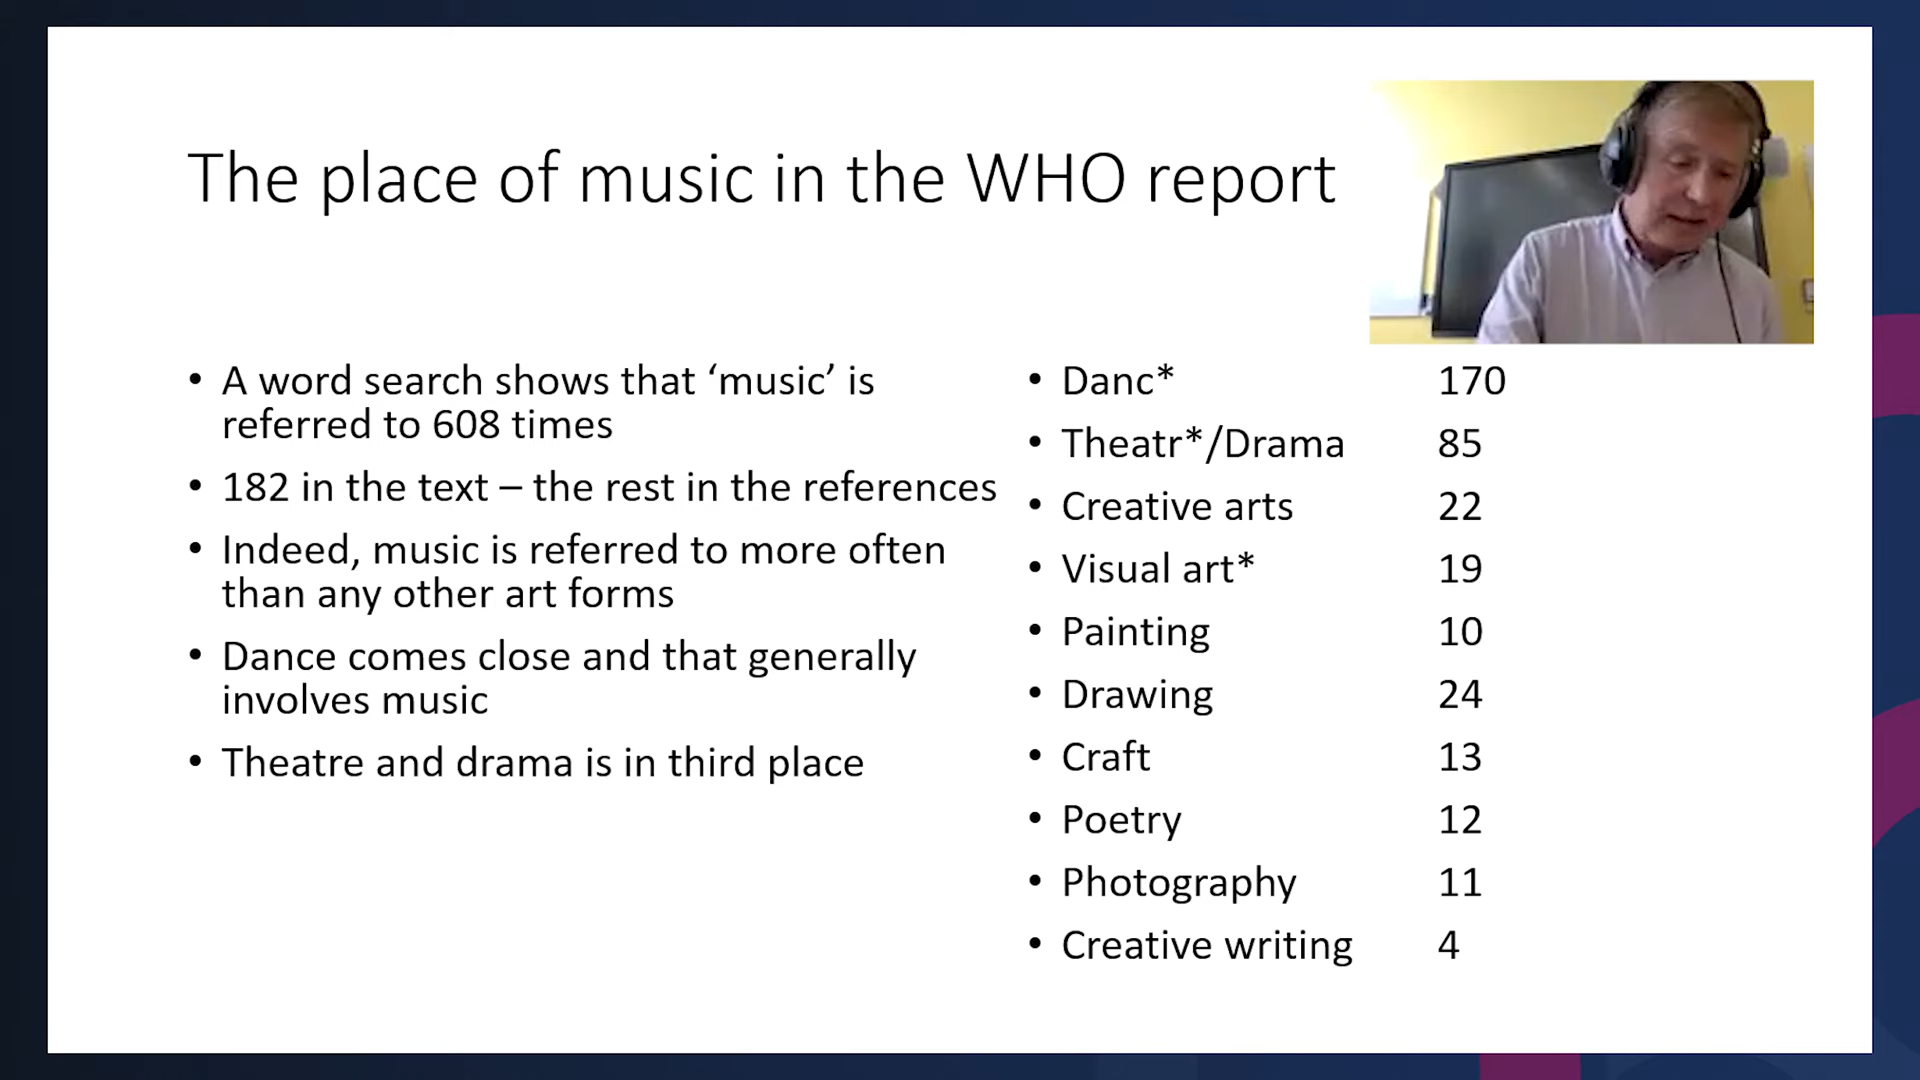 The place of music in the WHO report
• A word search shows that ‘music’ is
referred to 608 times
• 182 in the text – the rest in the references
• Indeed, music is referred to more often
than any other art forms
• Dance comes close and that generally
involves music
• Theatre and drama is in third place
• Danc* 170
• Theatr*/Drama 85
• Creative arts 22
• Visual art* 19
• Painting 10
• Drawing 24
• Craft 13
• Poetry 12
• Photography 11
• Creative writing 4